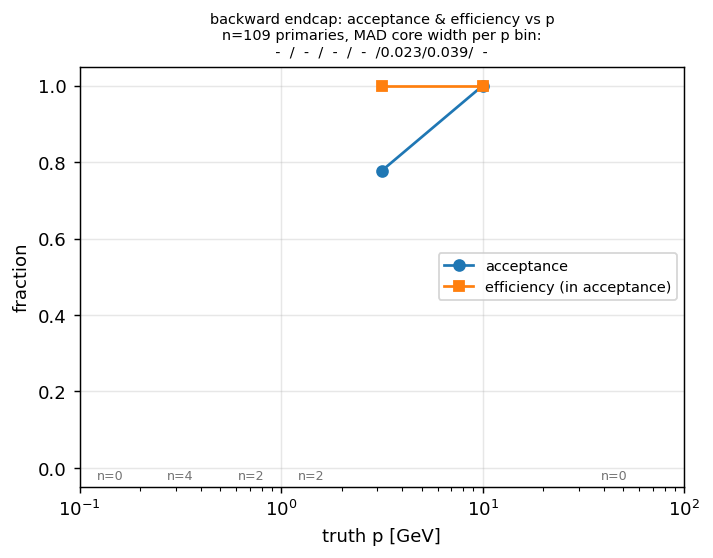 backward endcap: acceptance & efficiency vs p
n=109 primaries, MAD core width per p bin:
-  /  -  /  -  /  -  /0.023/0.039/  -
1.0
0.8
0.6
0.4
0.2
0.0
fraction
acceptance
efficiency (in acceptance)
n=0
n=4
n=2
n=2
n=0
10⁻¹
10⁰
10¹
10²
truth p [GeV]